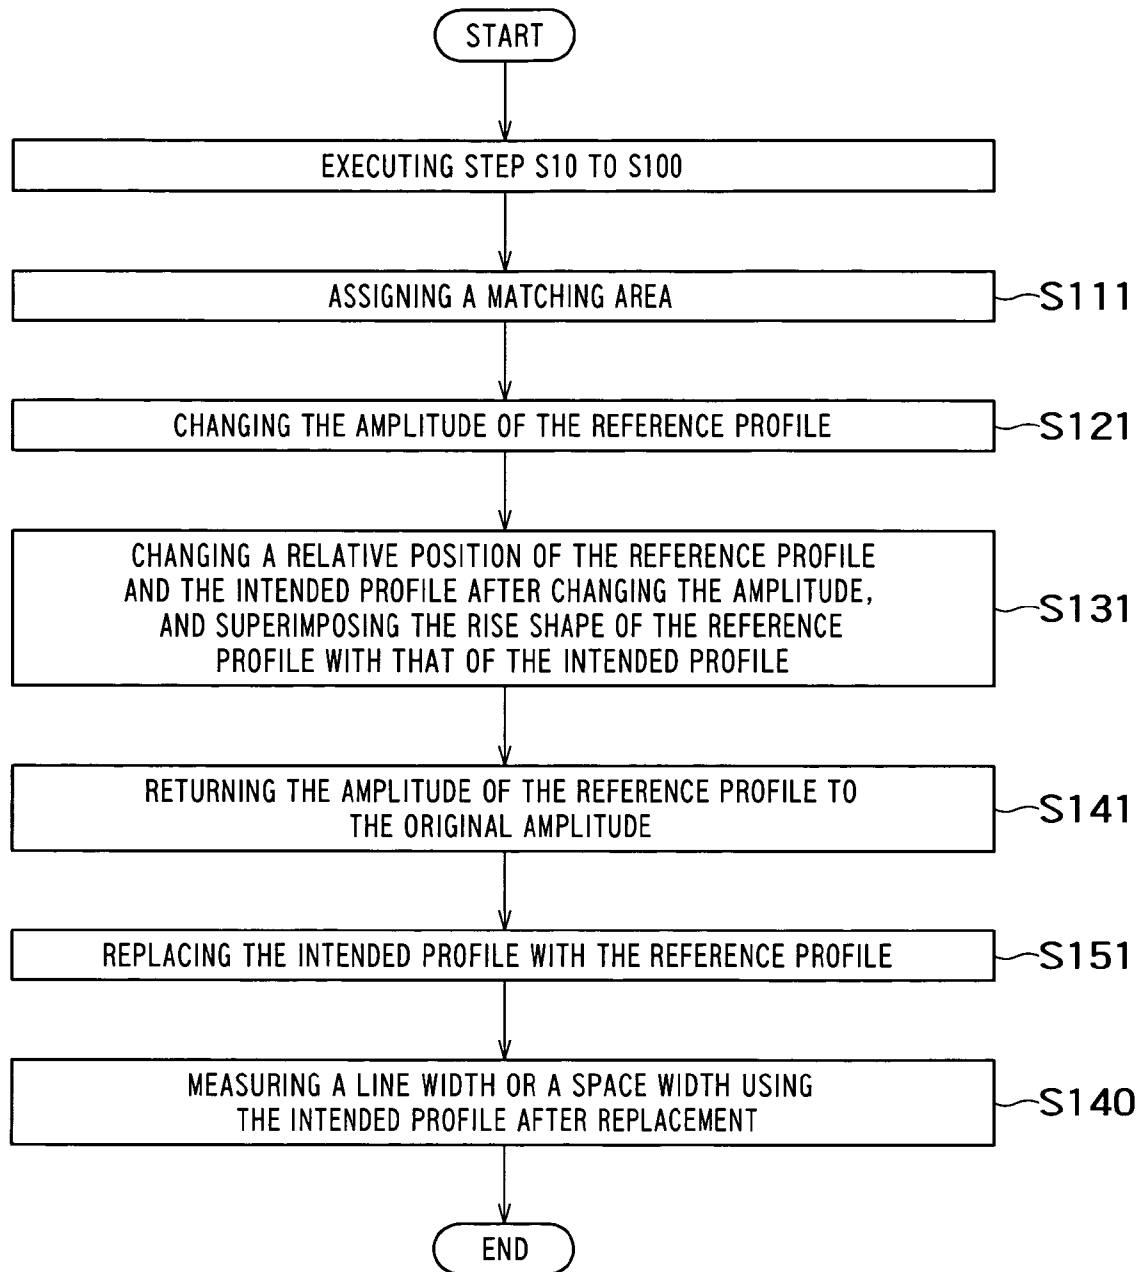 START
EXECUTING STEP S10 TO S100
ASSIGNING A MATCHING AREA
S111
CHANGING THE AMPLITUDE OF THE REFERENCE PROFILE
S121
CHANGING A RELATIVE POSITION OF THE REFERENCE PROFILE
AND THE INTENDED PROFILE AFTER CHANGING THE AMPLITUDE,
AND SUPERIMPOSING THE RISE SHAPE OF THE REFERENCE
PROFILE WITH THAT OF THE INTENDED PROFILE
S131
RETURNING THE AMPLITUDE OF THE REFERENCE PROFILE TO
THE ORIGINAL AMPLITUDE
S141
REPLACING THE INTENDED PROFILE WITH THE REFERENCE PROFILE
S151
MEASURING A LINE WIDTH OR A SPACE WIDTH USING
THE INTENDED PROFILE AFTER REPLACEMENT
S140
END